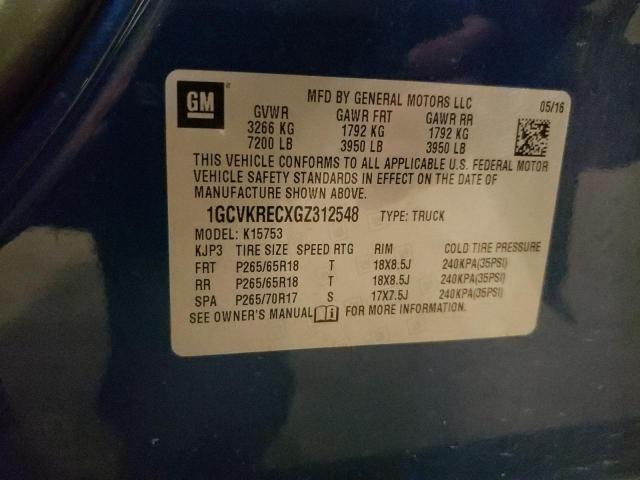 GM
MFD BY GENERAL MOTORS LLC 05/16
GVWR GAWR FRT GAWR RR
3266 KG 1792 KG 1792 KG
7200 LB 3950 LB 3950 LB
THIS VEHICLE CONFORMS TO ALL APPLICABLE U.S. FEDERAL MOTOR
VEHICLE SAFETY STANDARDS IN EFFECT ON THE DATE OF
MANUFACTURE SHOWN ABOVE.
1GCVKRECXGZ312548 TYPE: TRUCK
MODEL: K15753
KJP3 TIRE SIZE SPEED RTG RIM COLD TIRE PRESSURE
FRT P265/65R18 T 18X8.5J 240KPA(35PSI)
RR P265/65R18 T 18X8.5J 240KPA(35PSI)
SPA P265/70R17 S 17X7.5J 240KPA(35PSI)
SEE OWNER'S MANUAL FOR MORE INFORMATION.